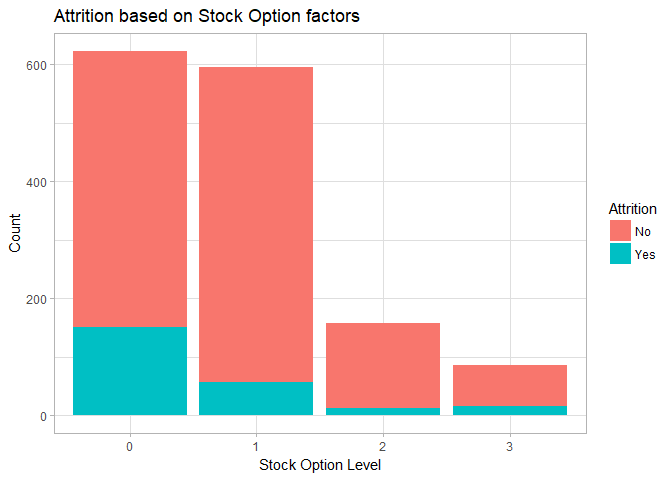 Attrition based on Stock Option factors
600
400
200
0
Count
0 1 2 3
Stock Option Level
Attrition
No
Yes